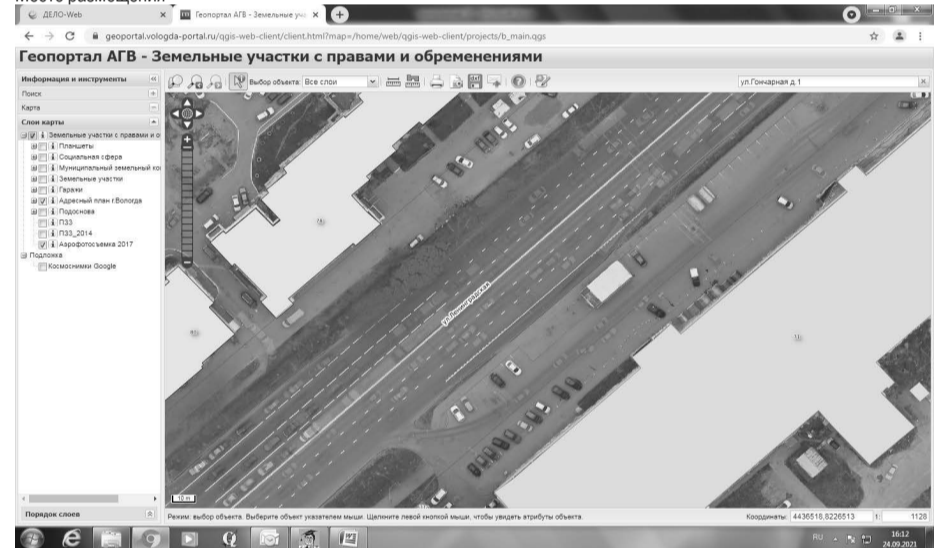 ДЕЛО-Web
Геопортал АГВ - Земельные уча
geoportal.vologda-portal.ru/qgis-web-client/client.html?map=/home/web/qgis-web-client/projects/b_main.qgs
Геопортал АГВ - Земельные участки с правами и обременениями
Информация и инструменты
Поиск
Карта
Слои карты
Земельные участки с правами и о
Планшеты
Социальная сфера
Муниципальный земельный ко
Земельные участки
Гаражи
Адресный план г.Вологда
Подоснова
ПЗЗ
ПЗЗ_2014
Аэрофотосъемка 2017
Подложка
Космоснимки Google
Порядок слоев
Выбор объекта: Все слои
ул.Гончарная д.1
ул.Ленинградская
10 m
Режим: выбор объекта. Выберите объект указателем мыши. Щелкните левой кнопкой мыши, чтобы увидеть атрибуты объекта.
Координаты: 4436516,8226513 1: 1128
RU
16:12
24.09.2021